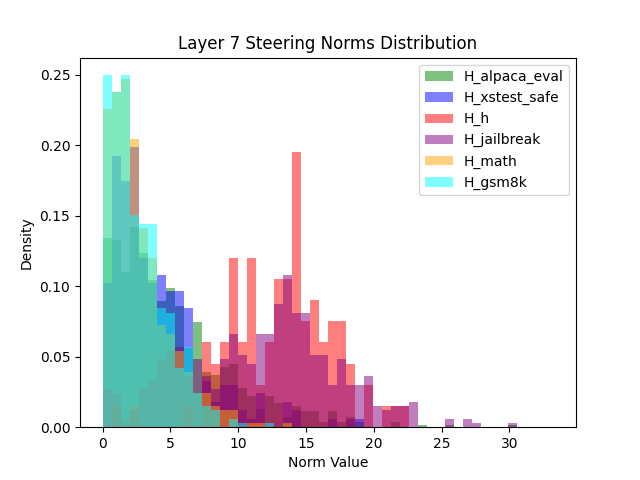 Layer 7 Steering Norms Distribution
H_alpaca_eval
H_xstest_safe
H_h
H_jailbreak
H_math
H_gsm8k
0.25
0.20
0.15
0.10
0.05
0.00
Density
0 5 10 15 20 25 30
Norm Value